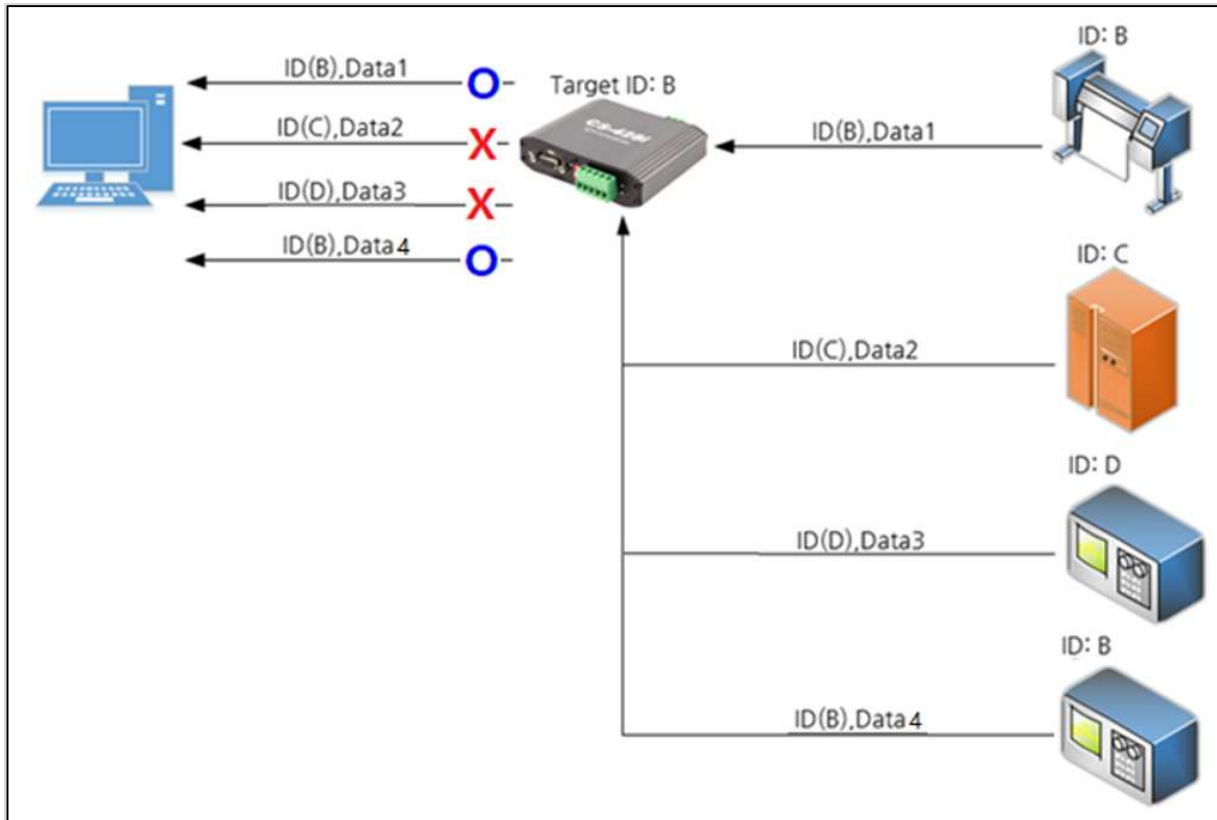 ID: B
ID(B),Data1
Target ID: B
ID(C),Data2
ID(B),Data1
ID(D),Data3
ID(B),Data4
ID: C
ID(C),Data2
ID: D
ID(D),Data3
ID: B
ID(B),Data4